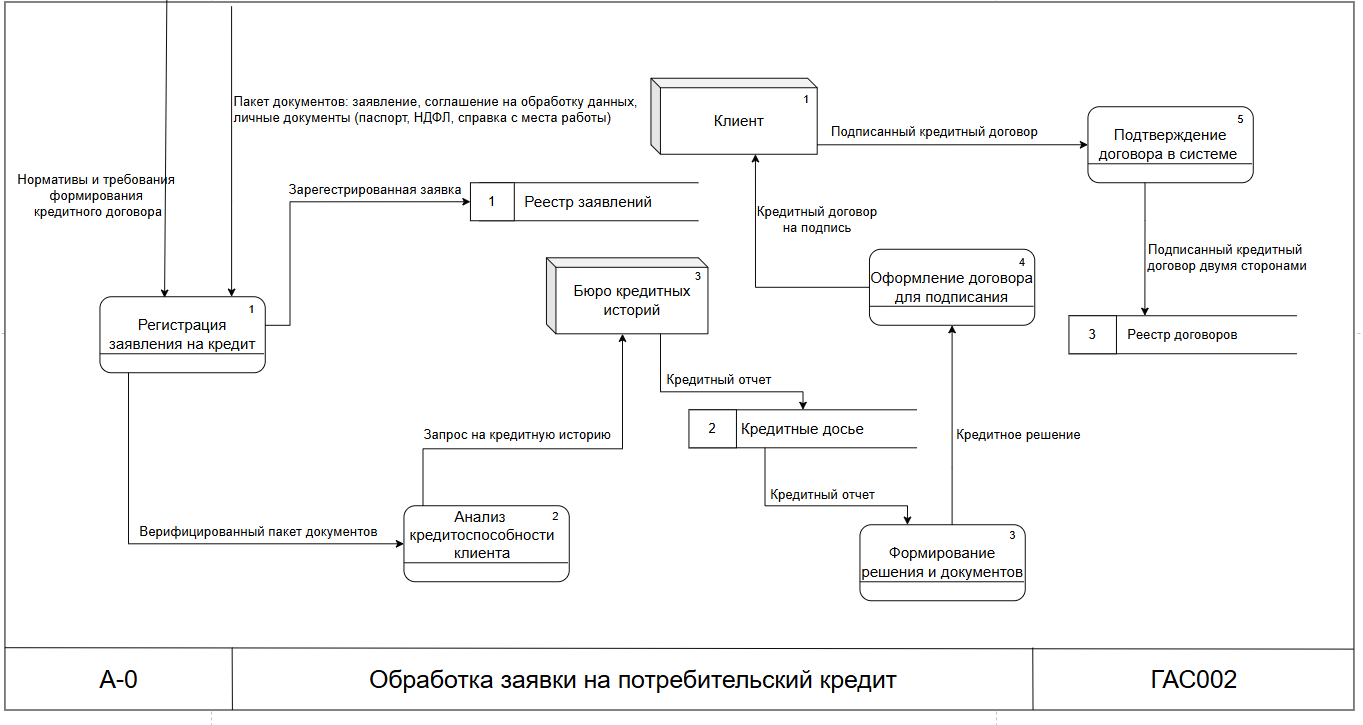 Пакет документов: заявление, соглашение на обработку данных,
личные документы (паспорт, НДФЛ, справка с места работы)
Нормативы и требования
формирования
кредитного договора
1
Регистрация
заявления на кредит
Зарегестрированная заявка
1
Реестр заявлений
Верифицированный пакет документов
2
Анализ
кредитоспособности
клиента
Запрос на кредитную историю
3
Бюро кредитных
историй
Кредитный отчет
2
Кредитные досье
Кредитный отчет
3
Формирование
решения и документов
Кредитное решение
4
Оформление договора
для подписания
Кредитный договор
на подпись
1
Клиент
Подписанный кредитный договор
5
Подтверждение
договора в системе
Подписанный кредитный
договор двумя сторонами
3
Реестр договоров
А-0
Обработка заявки на потребительский кредит
ГАС002